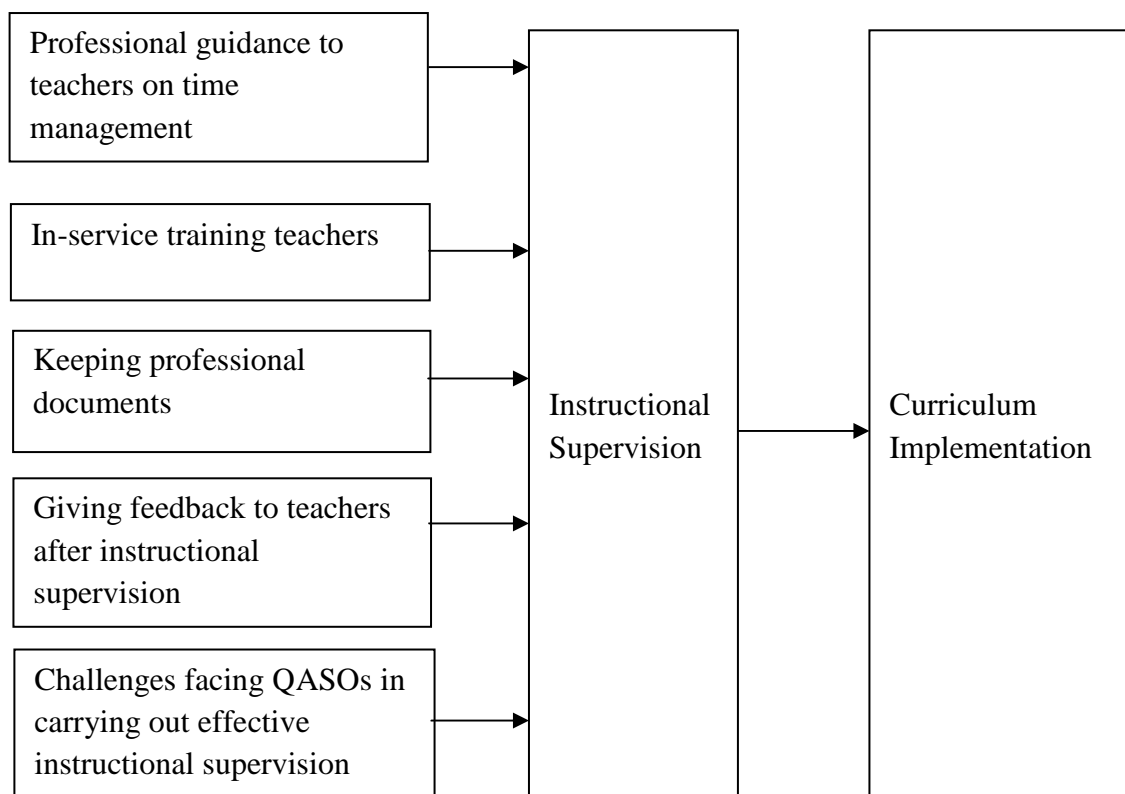 Professional guidance to
teachers on time
management
In-service training teachers
Keeping professional
documents
Giving feedback to teachers
after instructional
supervision
Challenges facing QASOs in
carrying out effective
instructional supervision
Instructional
Supervision
Curriculum
Implementation